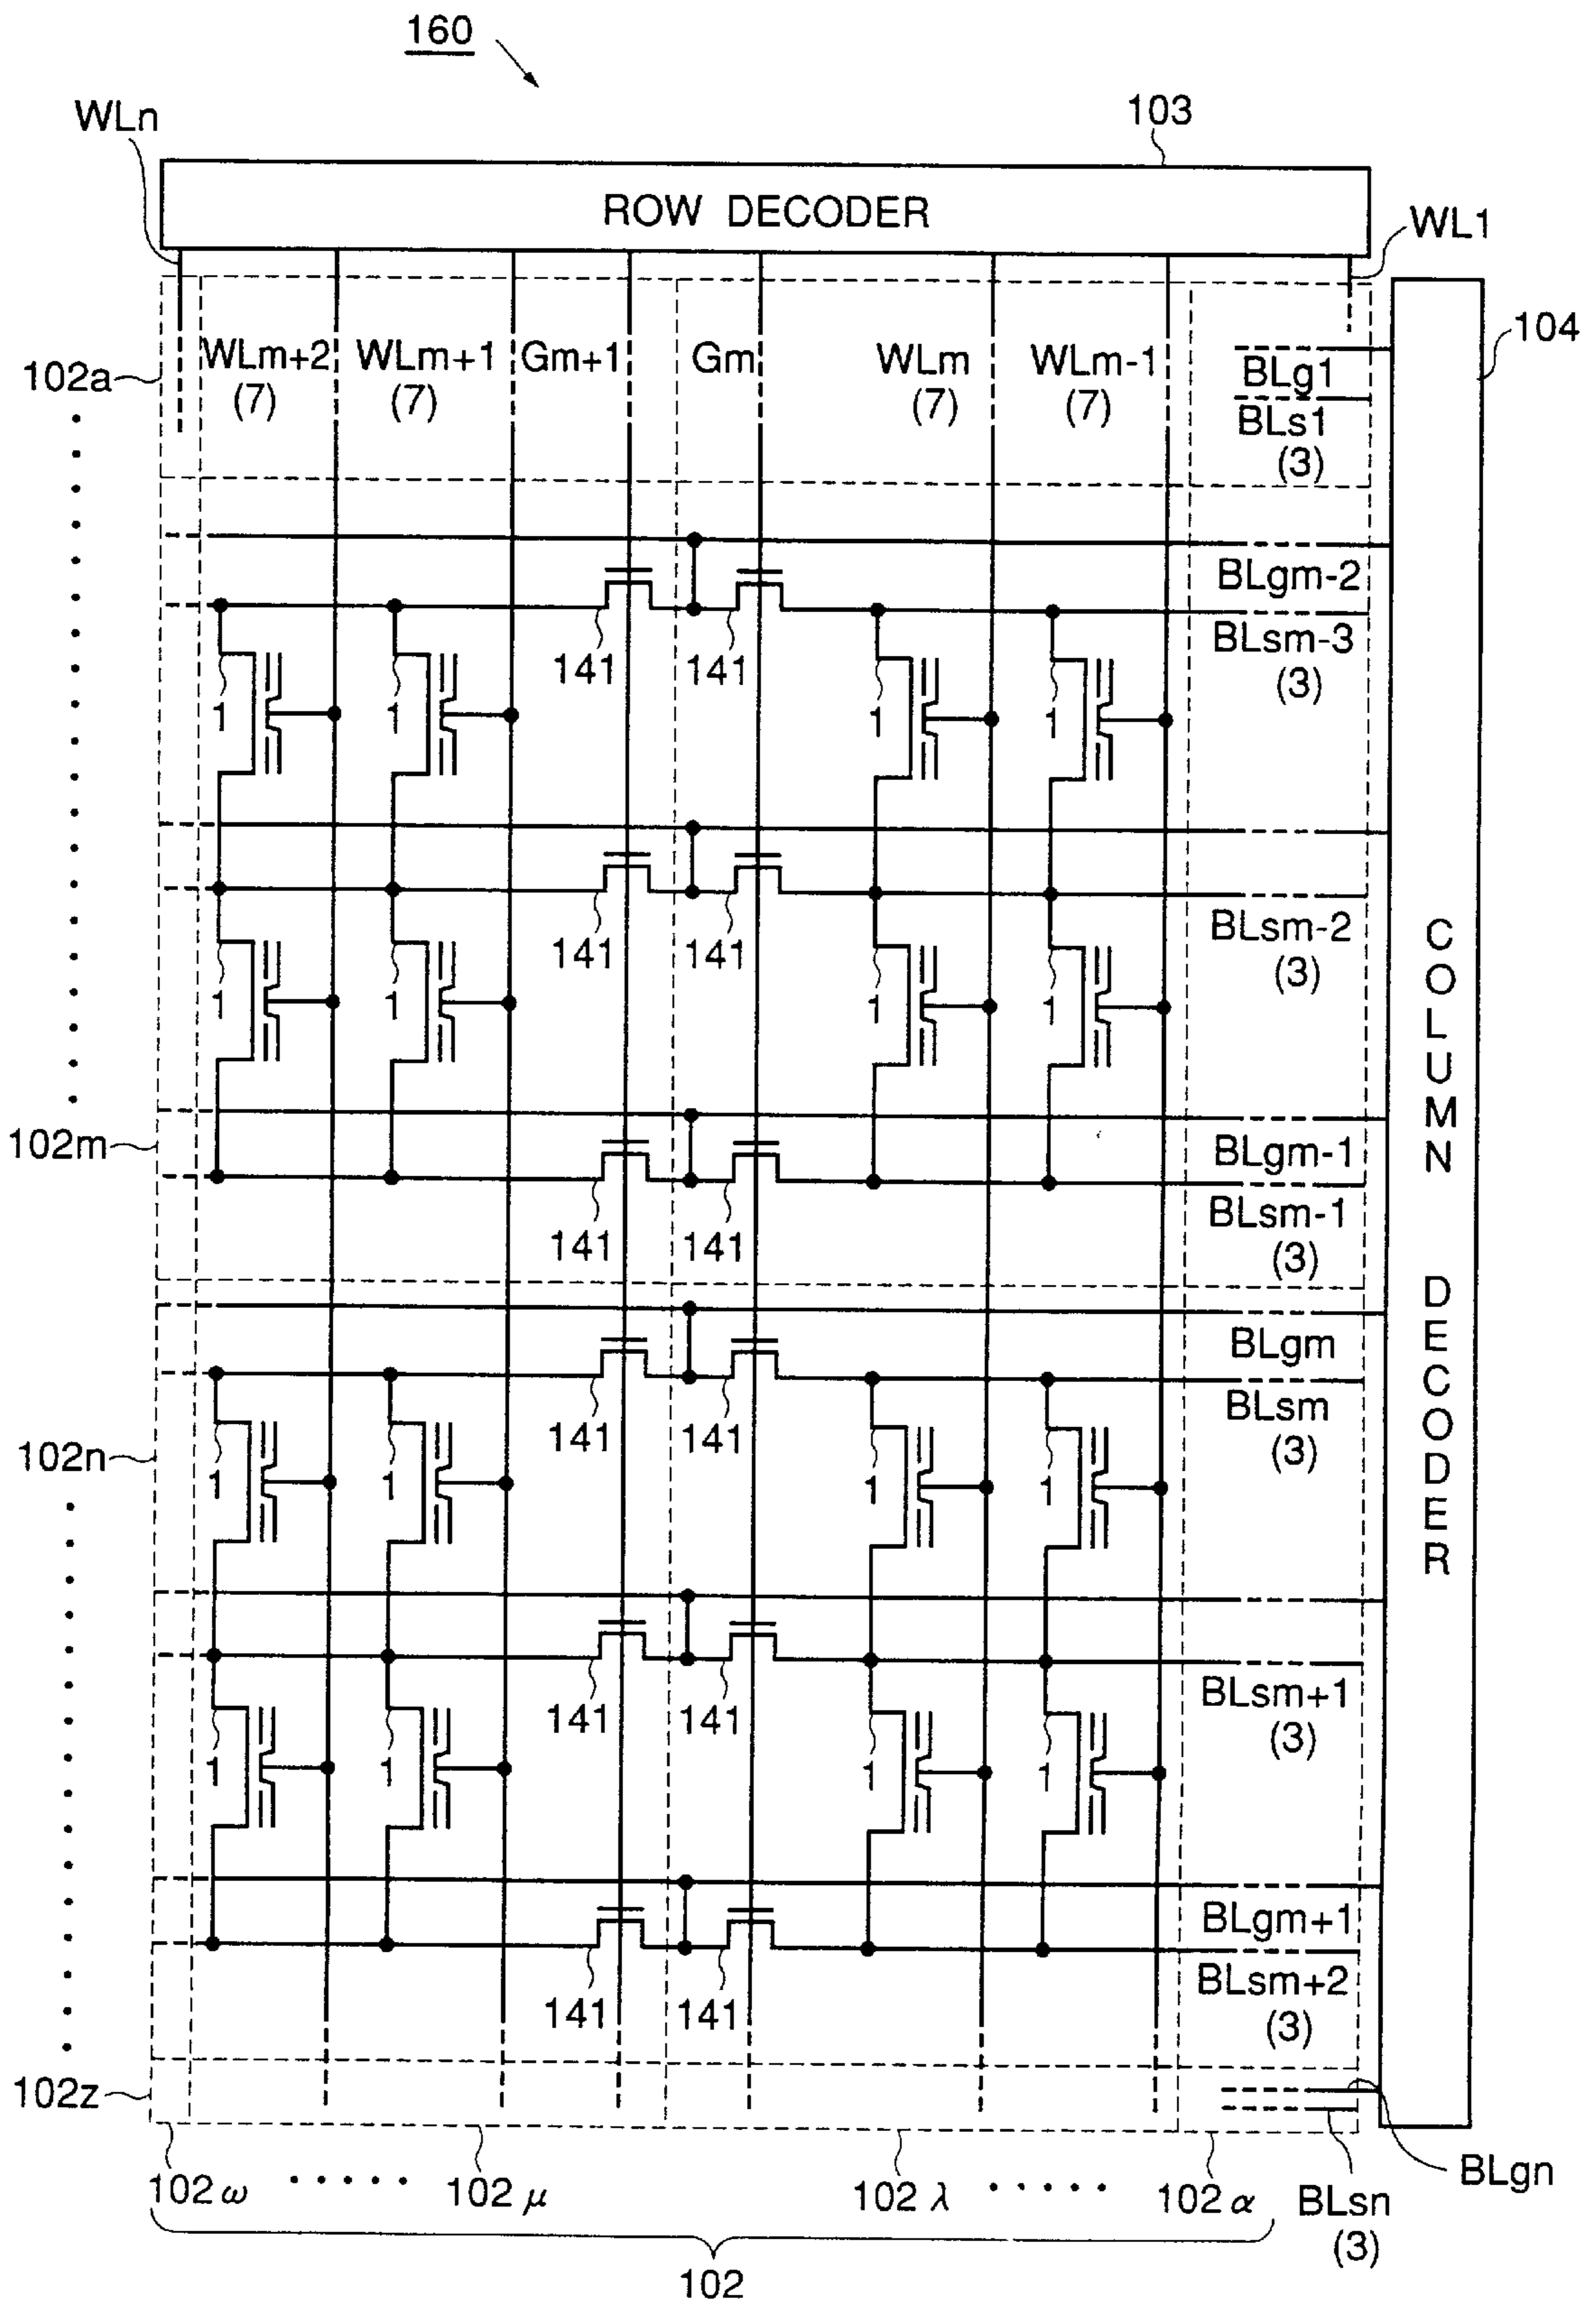 160
WLn
103
ROW DECODER
WL1
104
102a
WLm+2 WLm+1 Gm+1 Gm WLm WLm-1
(7) (7) (7) (7)
BLg1
BLs1
(3)
BLgm-2
141 141
BLsm-3
(3)
1 1 1 1
141 141
BLsm-2
(3)
1 1 1 1
COLUMN DECODER
102m
BLgm-1
141 141
BLsm-1
(3)
BLgm
141 141
BLsm
(3)
102n
1 1 1 1
141 141
BLsm+1
(3)
1 1 1 1
BLgm+1
141 141
BLsm+2
(3)
102z
102ω 102μ 102λ 102α
BLgn
BLsn
(3)
102